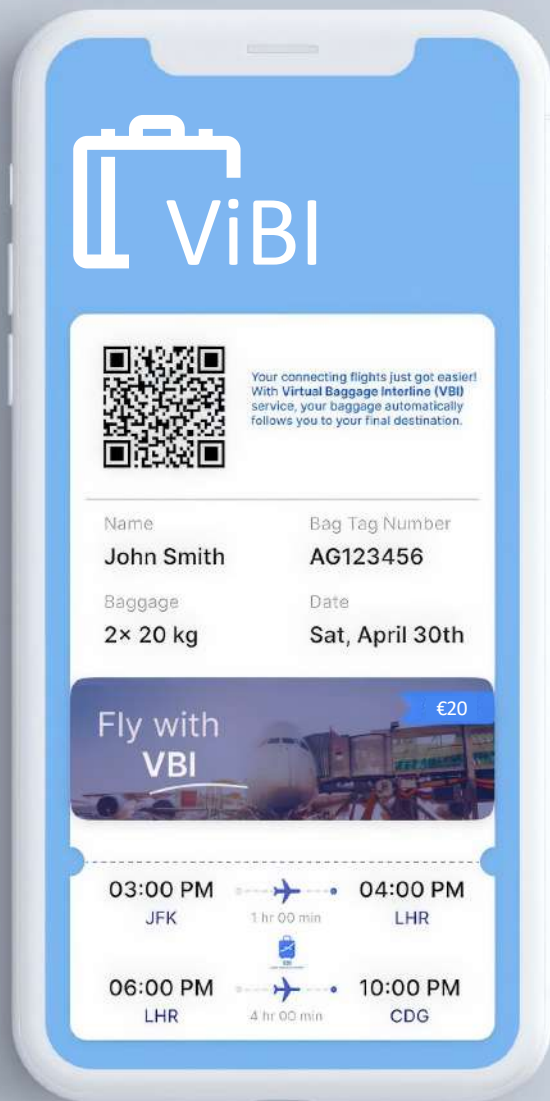 ViBI
Your connecting flights just got easier!
With Virtual Baggage Interline (VBI)
service, your baggage automatically
follows you to your final destination.
Name
Bag Tag Number
John Smith
AG123456
Baggage
Date
2× 20 kg
Sat, April 30th
€20
Fly with
VBI
03:00 PM
04:00 PM
JFK
1 hr 00 min
LHR
VBI
06:00 PM
10:00 PM
LHR
4 hr 00 min
CDG